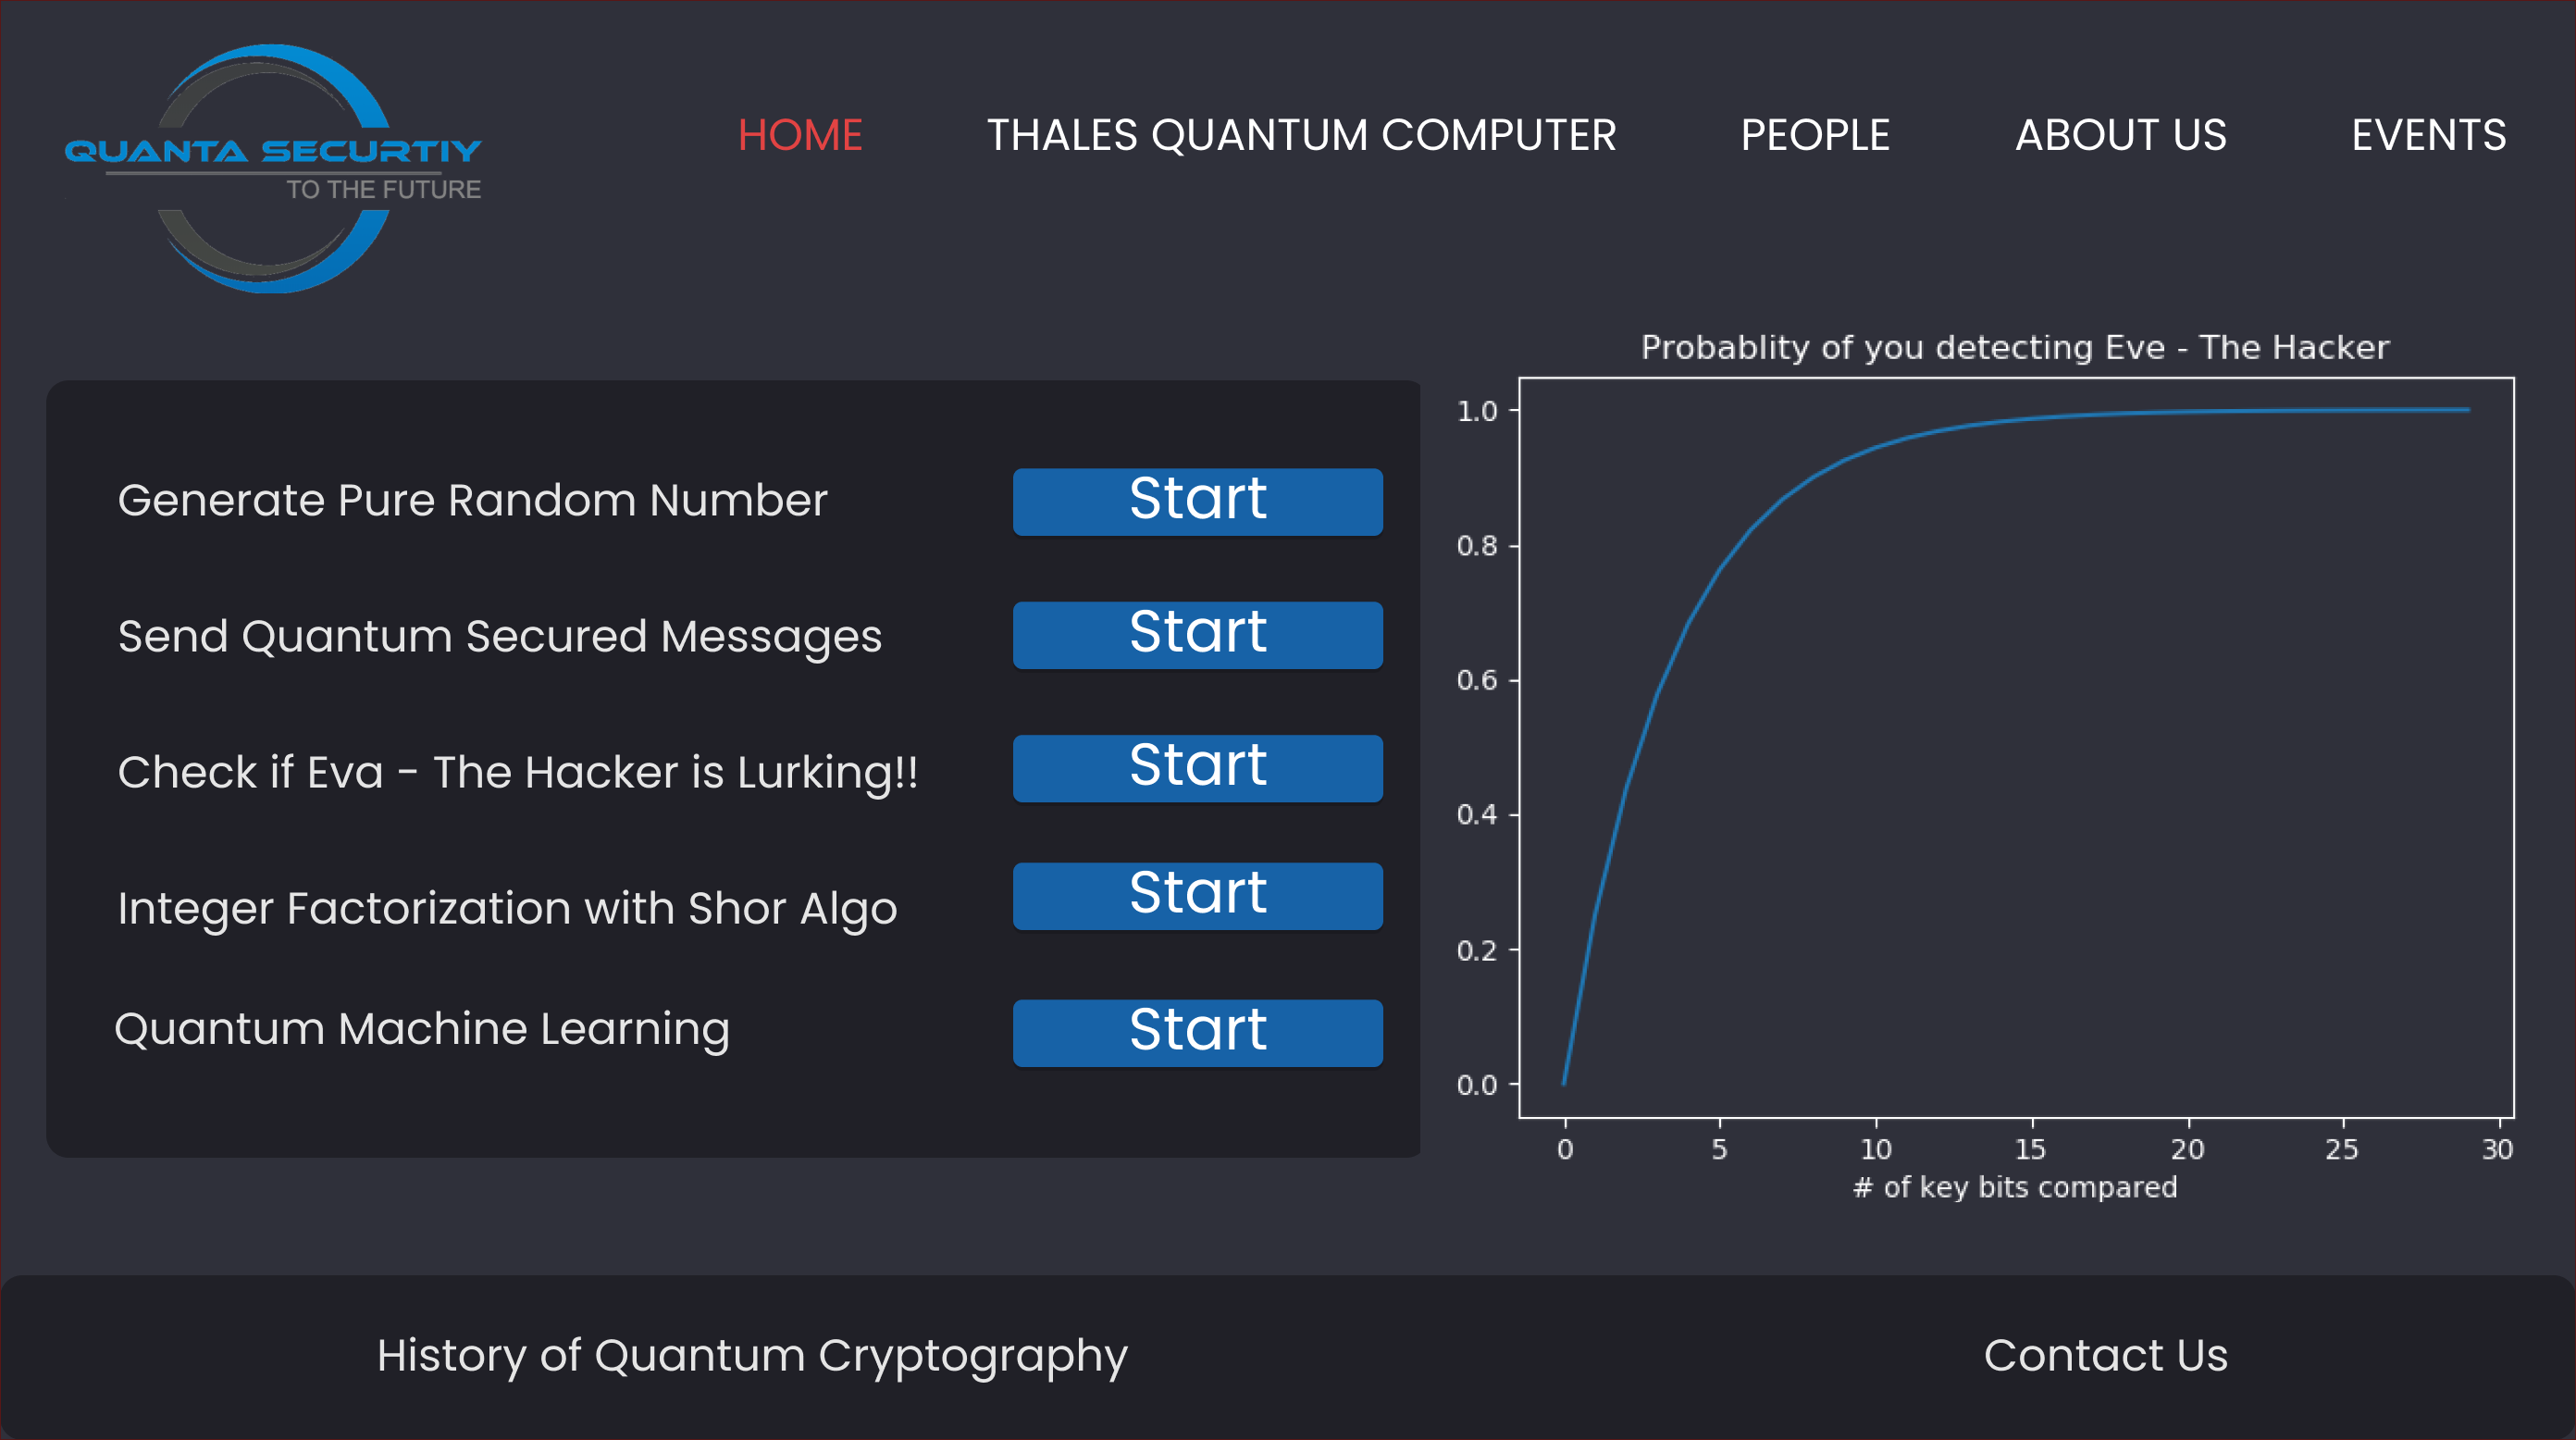 QUANTA SECURTIY
TO THE FUTURE
HOME THALES QUANTUM COMPUTER PEOPLE ABOUT US EVENTS
Generate Pure Random Number Start
Send Quantum Secured Messages Start
Check if Eva - The Hacker is Lurking!! Start
Integer Factorization with Shor Algo Start
Quantum Machine Learning Start
Probablity of you detecting Eve - The Hacker
1.0
0.8
0.6
0.4
0.2
0.0
0 5 10 15 20 25 30
# of key bits compared
History of Quantum Cryptography Contact Us